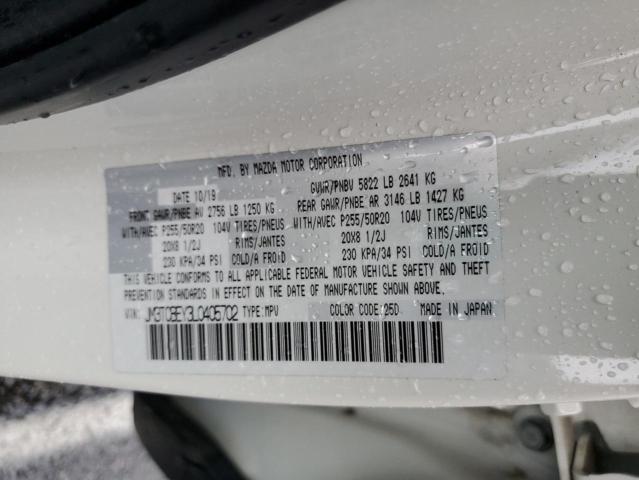 MFD. BY MAZDA MOTOR CORPORATION
DATE 10/19 GVWR/PNBV 5822 LB 2641 KG
FRONT GAWR/PNBE AV 2756 LB 1250 KG REAR GAWR/PNBE AR 3146 LB 1427 KG
WITH/AVEC P255/50R20 104V TIRES/PNEUS WITH/AVEC P255/50R20 104V TIRES/PNEUS
20X8 1/2J RIMS/JANTES 20X8 1/2J RIMS/JANTES
230 KPA/34 PSI COLD/A FROID 230 KPA/34 PSI COLD/A FROID
THIS VEHICLE CONFORMS TO ALL APPLICABLE FEDERAL MOTOR VEHICLE SAFETY AND THEFT
PREVENTION STANDARDS IN EFFECT ON THE DATE OF MANUFACTURE SHOWN ABOVE.
VIN: JM3TCBEY3L0405702 TYPE:MPV COLOR CODE:25D MADE IN JAPAN